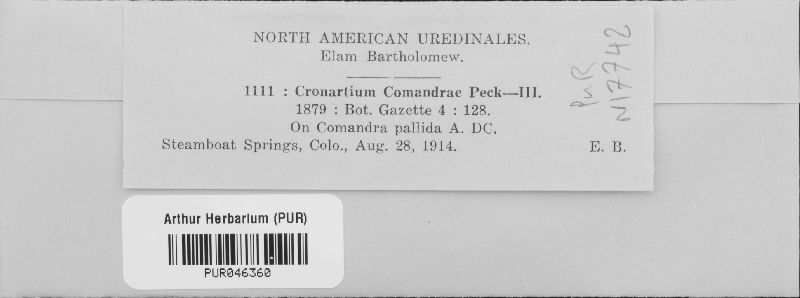 NORTH AMERICAN UREDINALES.
Elam Bartholomew.
1111 : Cronartium Comandrae Peck—III.
1879 : Bot. Gazette 4 : 128.
On Comandra pallida A. DC.
Steamboat Springs, Colo., Aug. 28, 1914. E. B.
PUR
N17742
Arthur Herbarium (PUR)
PUR046360